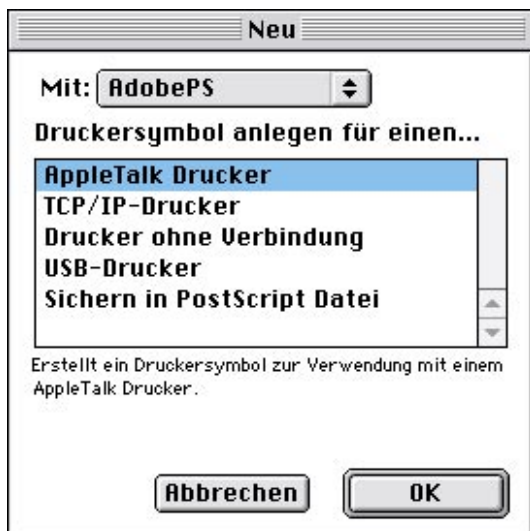 Neu
Mit: AdobePS
Druckersymbol anlegen für einen...
AppleTalk Drucker
TCP/IP-Drucker
Drucker ohne Verbindung
USB-Drucker
Sichern in PostScript Datei
Erstellt ein Druckersymbol zur Verwendung mit einem
AppleTalk Drucker.
Abbrechen OK